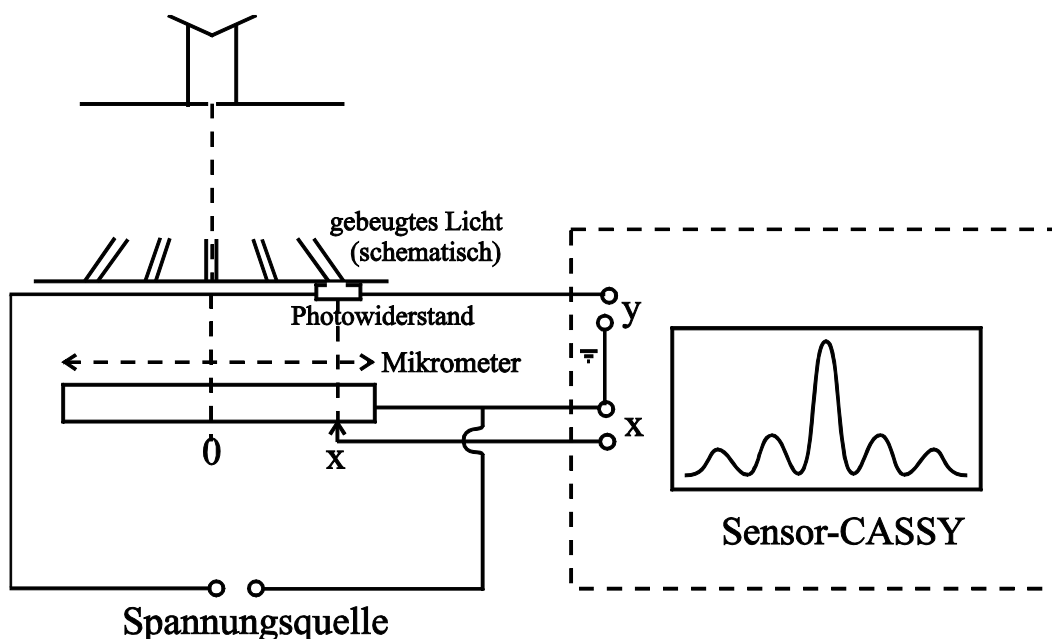 gebeugtes Licht
(schematisch)
Photowiderstand
y
Mikrometer
x
0
x
Sensor-CASSY
Spannungsquelle